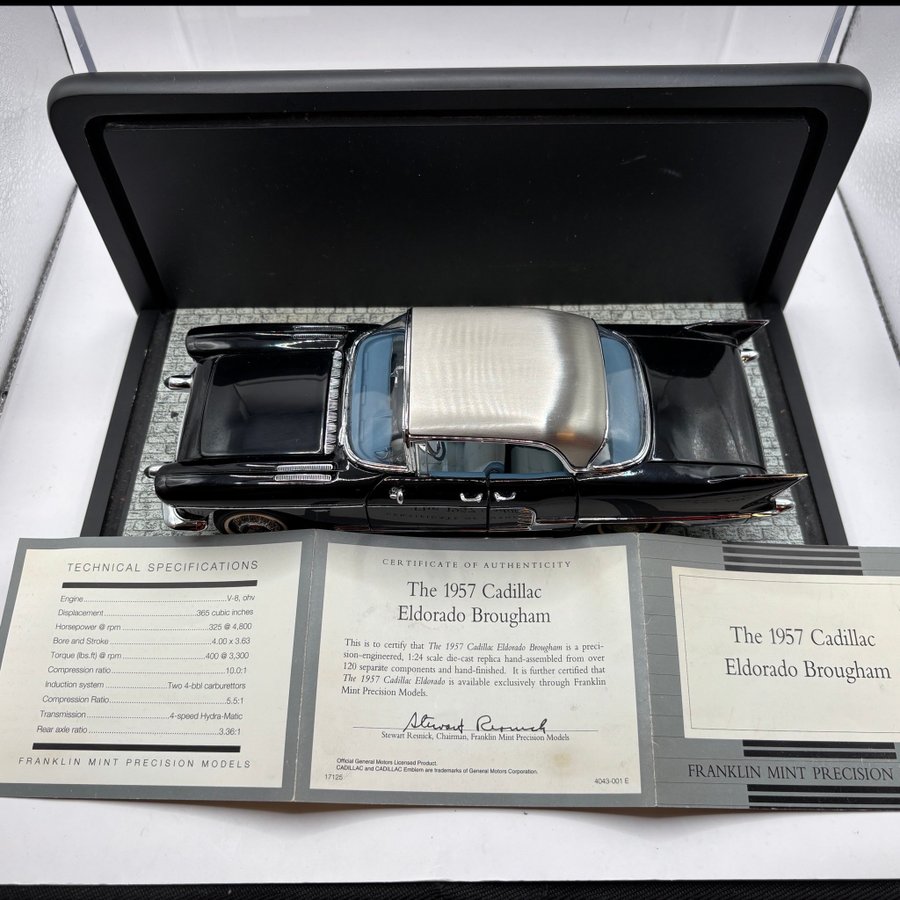 TECHNICAL SPECIFICATIONS
Engine..........V-8, ohv
Displacement..........365 cubic inches
Horsepower @ rpm..........325 @ 4,800
Bore and Stroke..........4.00 x 3.63
Torque (lbs.ft) @ rpm..........400 @ 3,300
Compression ratio..........10.0:1
Induction system..........Two 4-bbl carburettors
Compression Ratio..........5.5:1
Transmission..........4-speed Hydra-Matic
Rear axle ratio..........3.36:1
FRANKLIN MINT PRECISION MODELS
CERTIFICATE OF AUTHENTICITY
The 1957 Cadillac
Eldorado Brougham
This is to certify that The 1957 Cadillac Eldorado Brougham is a preci-
sion-engineered, 1:24 scale die-cast replica hand-assembled from over
120 separate components and hand-finished. It is further certified that
The 1957 Cadillac Eldorado is available exclusively through Franklin
Mint Precision Models.
Stewart Resnick
Stewart Resnick, Chairman, Franklin Mint Precision Models
Official General Motors Licensed Product.
CADILLAC and CADILLAC Emblem are trademarks of General Motors Corporation.
17125
4043-001 E
The 1957 Cadillac
Eldorado Brougham
FRANKLIN MINT PRECISION